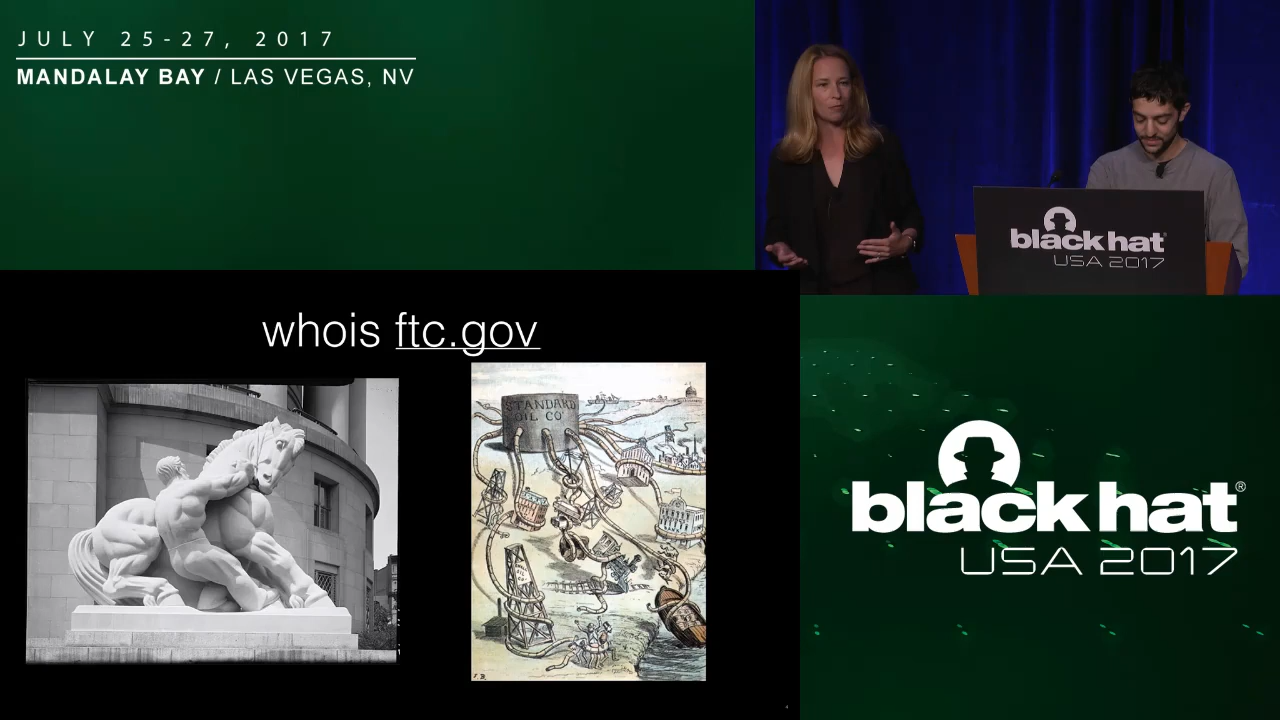 JULY 25-27, 2017
MANDALAY BAY / LAS VEGAS, NV
black hat®
USA 2017
whois ftc.gov
STANDARD
OIL CO
black hat®
USA 2017